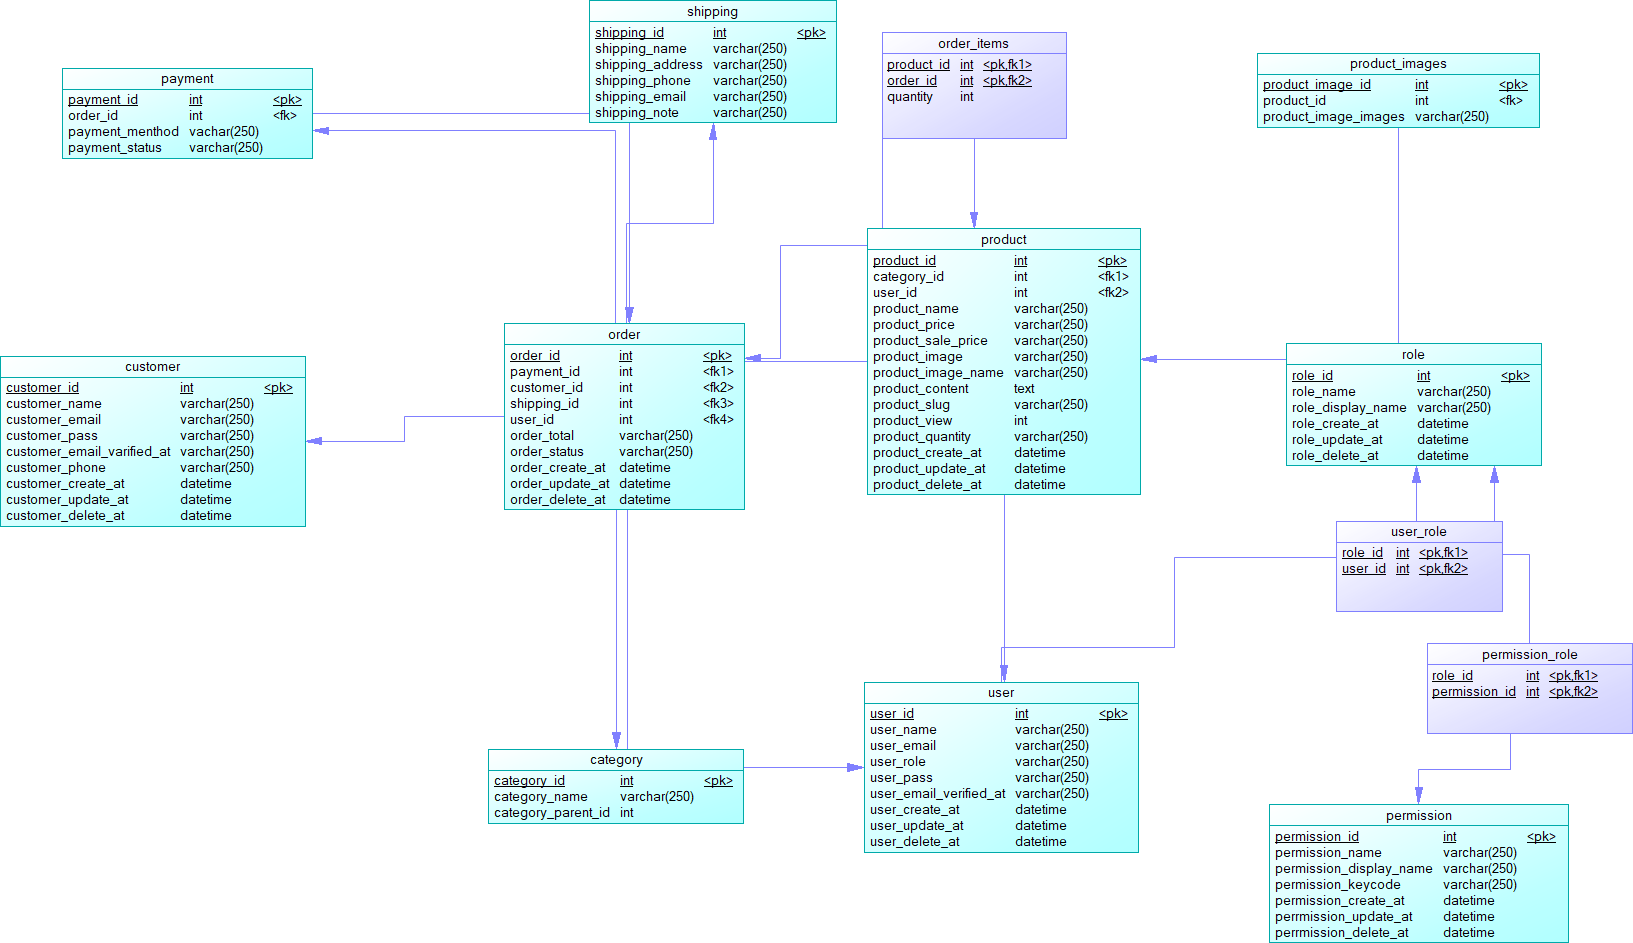 shipping
shipping_id int <pk>
shipping_name varchar(250)
shipping_address varchar(250)
shipping_phone varchar(250)
shipping_email varchar(250)
shipping_note varchar(250)
order_items
product_id int <pk,fk1>
order_id int <pk,fk2>
quantity int
product_images
product_image_id int <pk>
product_id int <fk>
product_image_images varchar(250)
payment
payment_id int <pk>
order_id int <fk>
payment_menthod vachar(250)
payment_status varchar(250)
product
product_id int <pk>
category_id int <fk1>
user_id int <fk2>
product_name varchar(250)
product_price varchar(250)
product_sale_price varchar(250)
product_image varchar(250)
product_image_name varchar(250)
product_content text
product_slug varchar(250)
product_view int
product_quantity varchar(250)
product_create_at datetime
product_update_at datetime
product_delete_at datetime
order
order_id int <pk>
payment_id int <fk1>
customer_id int <fk2>
shipping_id int <fk3>
user_id int <fk4>
order_total varchar(250)
order_status varchar(250)
order_create_at datetime
order_update_at datetime
order_delete_at datetime
role
role_id int <pk>
role_name varchar(250)
role_display_name varchar(250)
role_create_at datetime
role_update_at datetime
role_delete_at datetime
customer
customer_id int <pk>
customer_name varchar(250)
customer_email varchar(250)
customer_pass varchar(250)
customer_email_varified_at varchar(250)
customer_phone varchar(250)
customer_create_at datetime
customer_update_at datetime
customer_delete_at datetime
user_role
role_id int <pk,fk1>
user_id int <pk,fk2>
permission_role
role_id int <pk,fk1>
permission_id int <pk,fk2>
user
user_id int <pk>
user_name varchar(250)
user_email varchar(250)
user_role varchar(250)
user_pass varchar(250)
user_email_verified_at varchar(250)
user_create_at datetime
user_update_at datetime
user_delete_at datetime
category
category_id int <pk>
category_name varchar(250)
category_parent_id int
permission
permission_id int <pk>
permission_name varchar(250)
permission_display_name varchar(250)
permission_keycode varchar(250)
permission_create_at datetime
perrmission_update_at datetime
perrmission_delete_at datetime